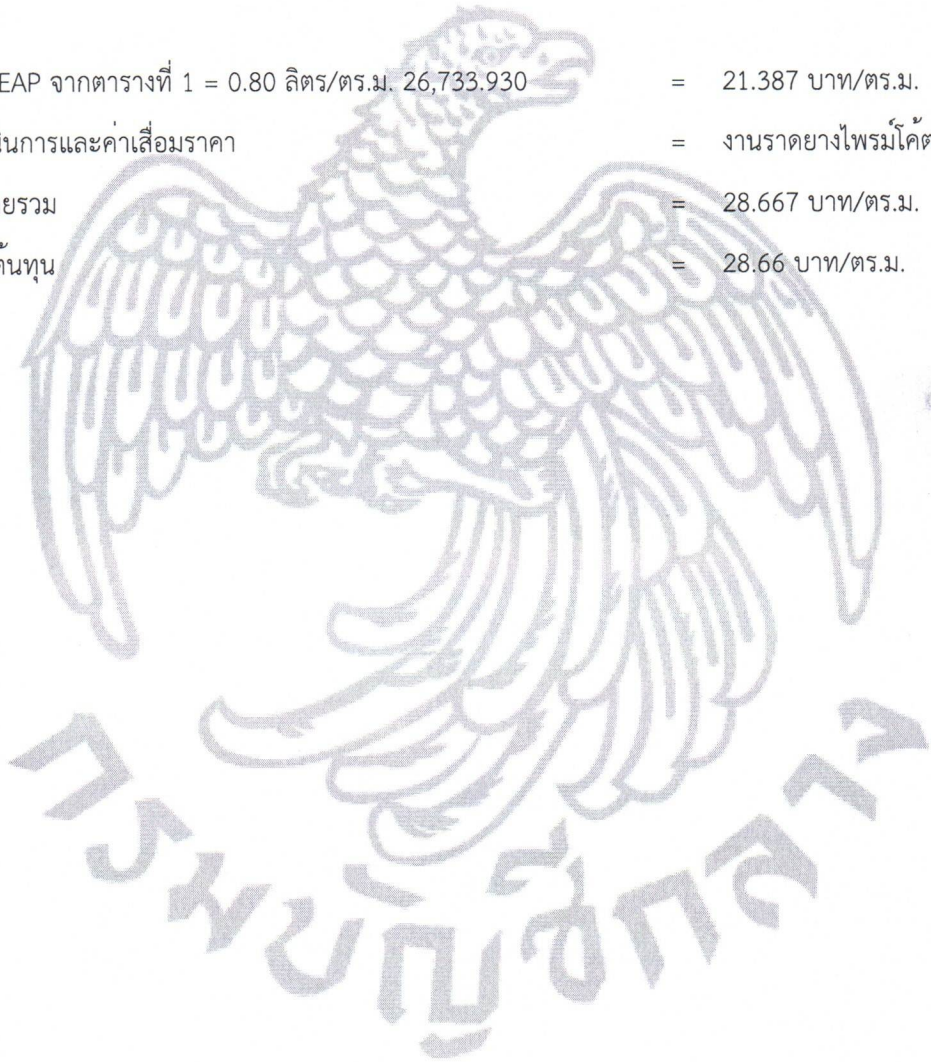 EAP จากตารางที่ 1 = 0.80 ลิตร/ตร.ม. 26,733.930 = 21.387 บาท/ตร.ม.
นินการและค่าเสื่อมราคา = งานราดยางไพรม์โค้ต
ยรวม = 28.667 บาท/ตร.ม.
ต้นทุน = 28.66 บาท/ตร.ม.
กรมบัญชีกลาง